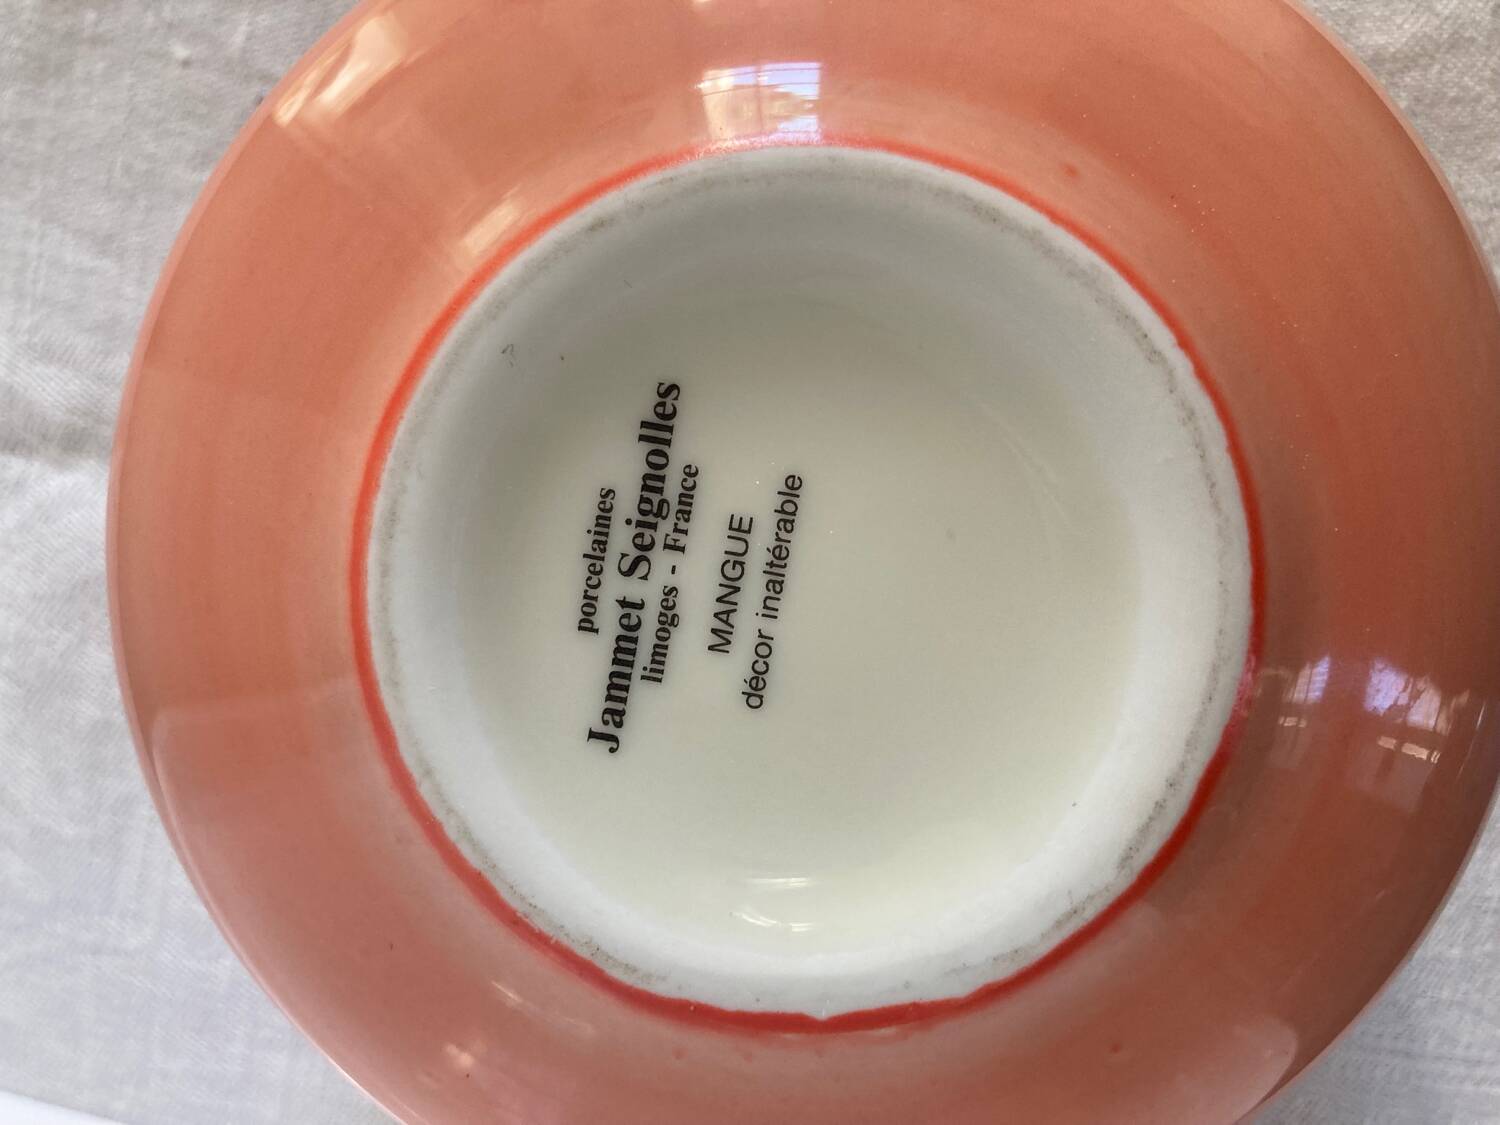 porcelaines
Jammet Seignolles
limoges - France
MANGUE
décor inaltérable